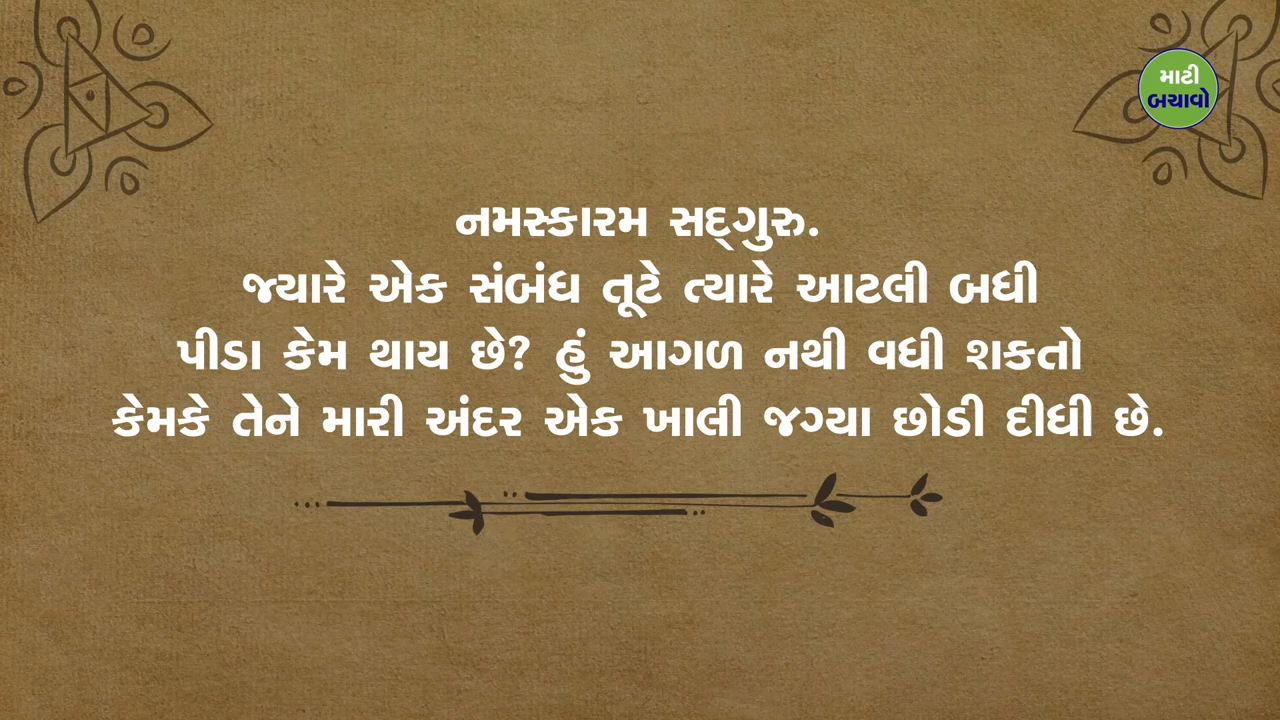 માટી
બચાવો
નમસ્કારમ સદ્‌ગુરુ.
જ્યારે એક સંબંધ તૂટે ત્યારે આટલી બધી
પીડા કેમ થાય છે? હું આગળ નથી વધી શકતો
કેમકે તેને મારી અંદર એક ખાલી જગ્યા છોડી દીધી છે.